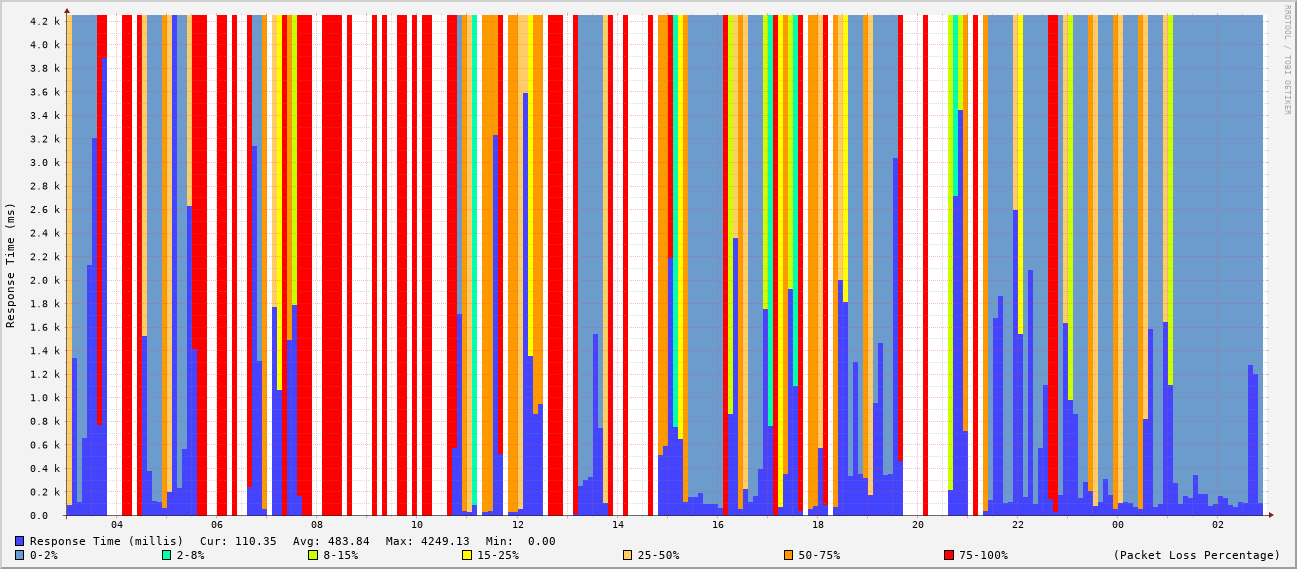 RRDTOOL / TOBI OETIKER
Response Time (ms)
4.2 k
4.0 k
3.8 k
3.6 k
3.4 k
3.2 k
3.0 k
2.8 k
2.6 k
2.4 k
2.2 k
2.0 k
1.8 k
1.6 k
1.4 k
1.2 k
1.0 k
0.8 k
0.6 k
0.4 k
0.2 k
0.0
04 06 08 10 12 14 16 18 20 22 00 02
Response Time (millis) Cur: 110.35 Avg: 483.84 Max: 4249.13 Min: 0.00
0-2% 2-8% 8-15% 15-25% 25-50% 50-75% 75-100% (Packet Loss Percentage)